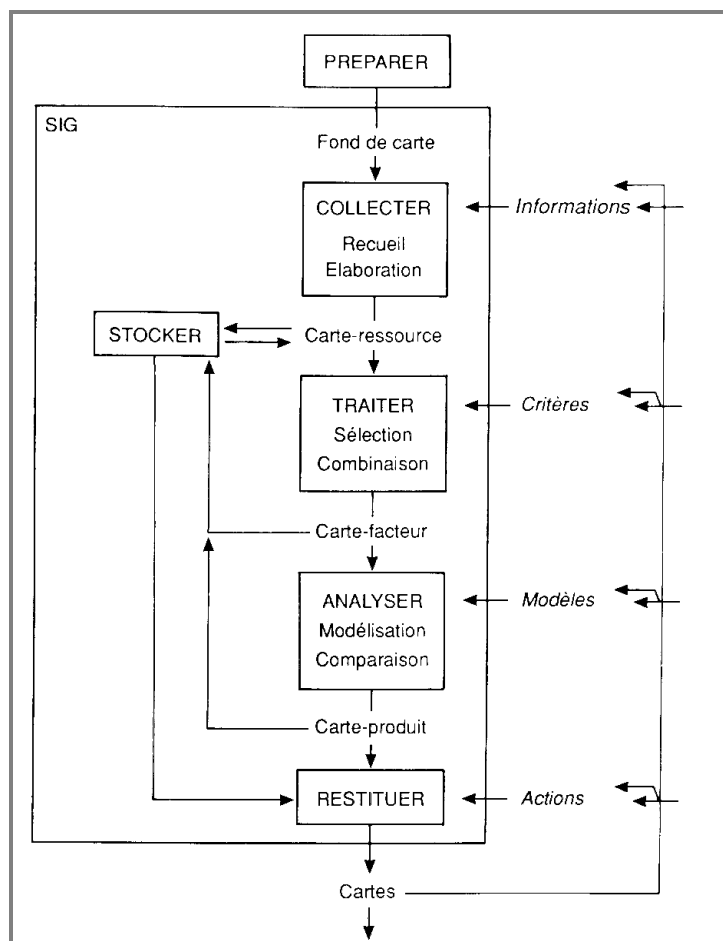 PREPARER
SIG
Fond de carte
COLLECTER
Informations
Recueil
Elaboration
STOCKER
Carte-ressource
TRAITER
Critères
Sélection
Combinaison
Carte-facteur
ANALYSER
Modèles
Modélisation
Comparaison
Carte-produit
RESTITUER
Actions
Cartes